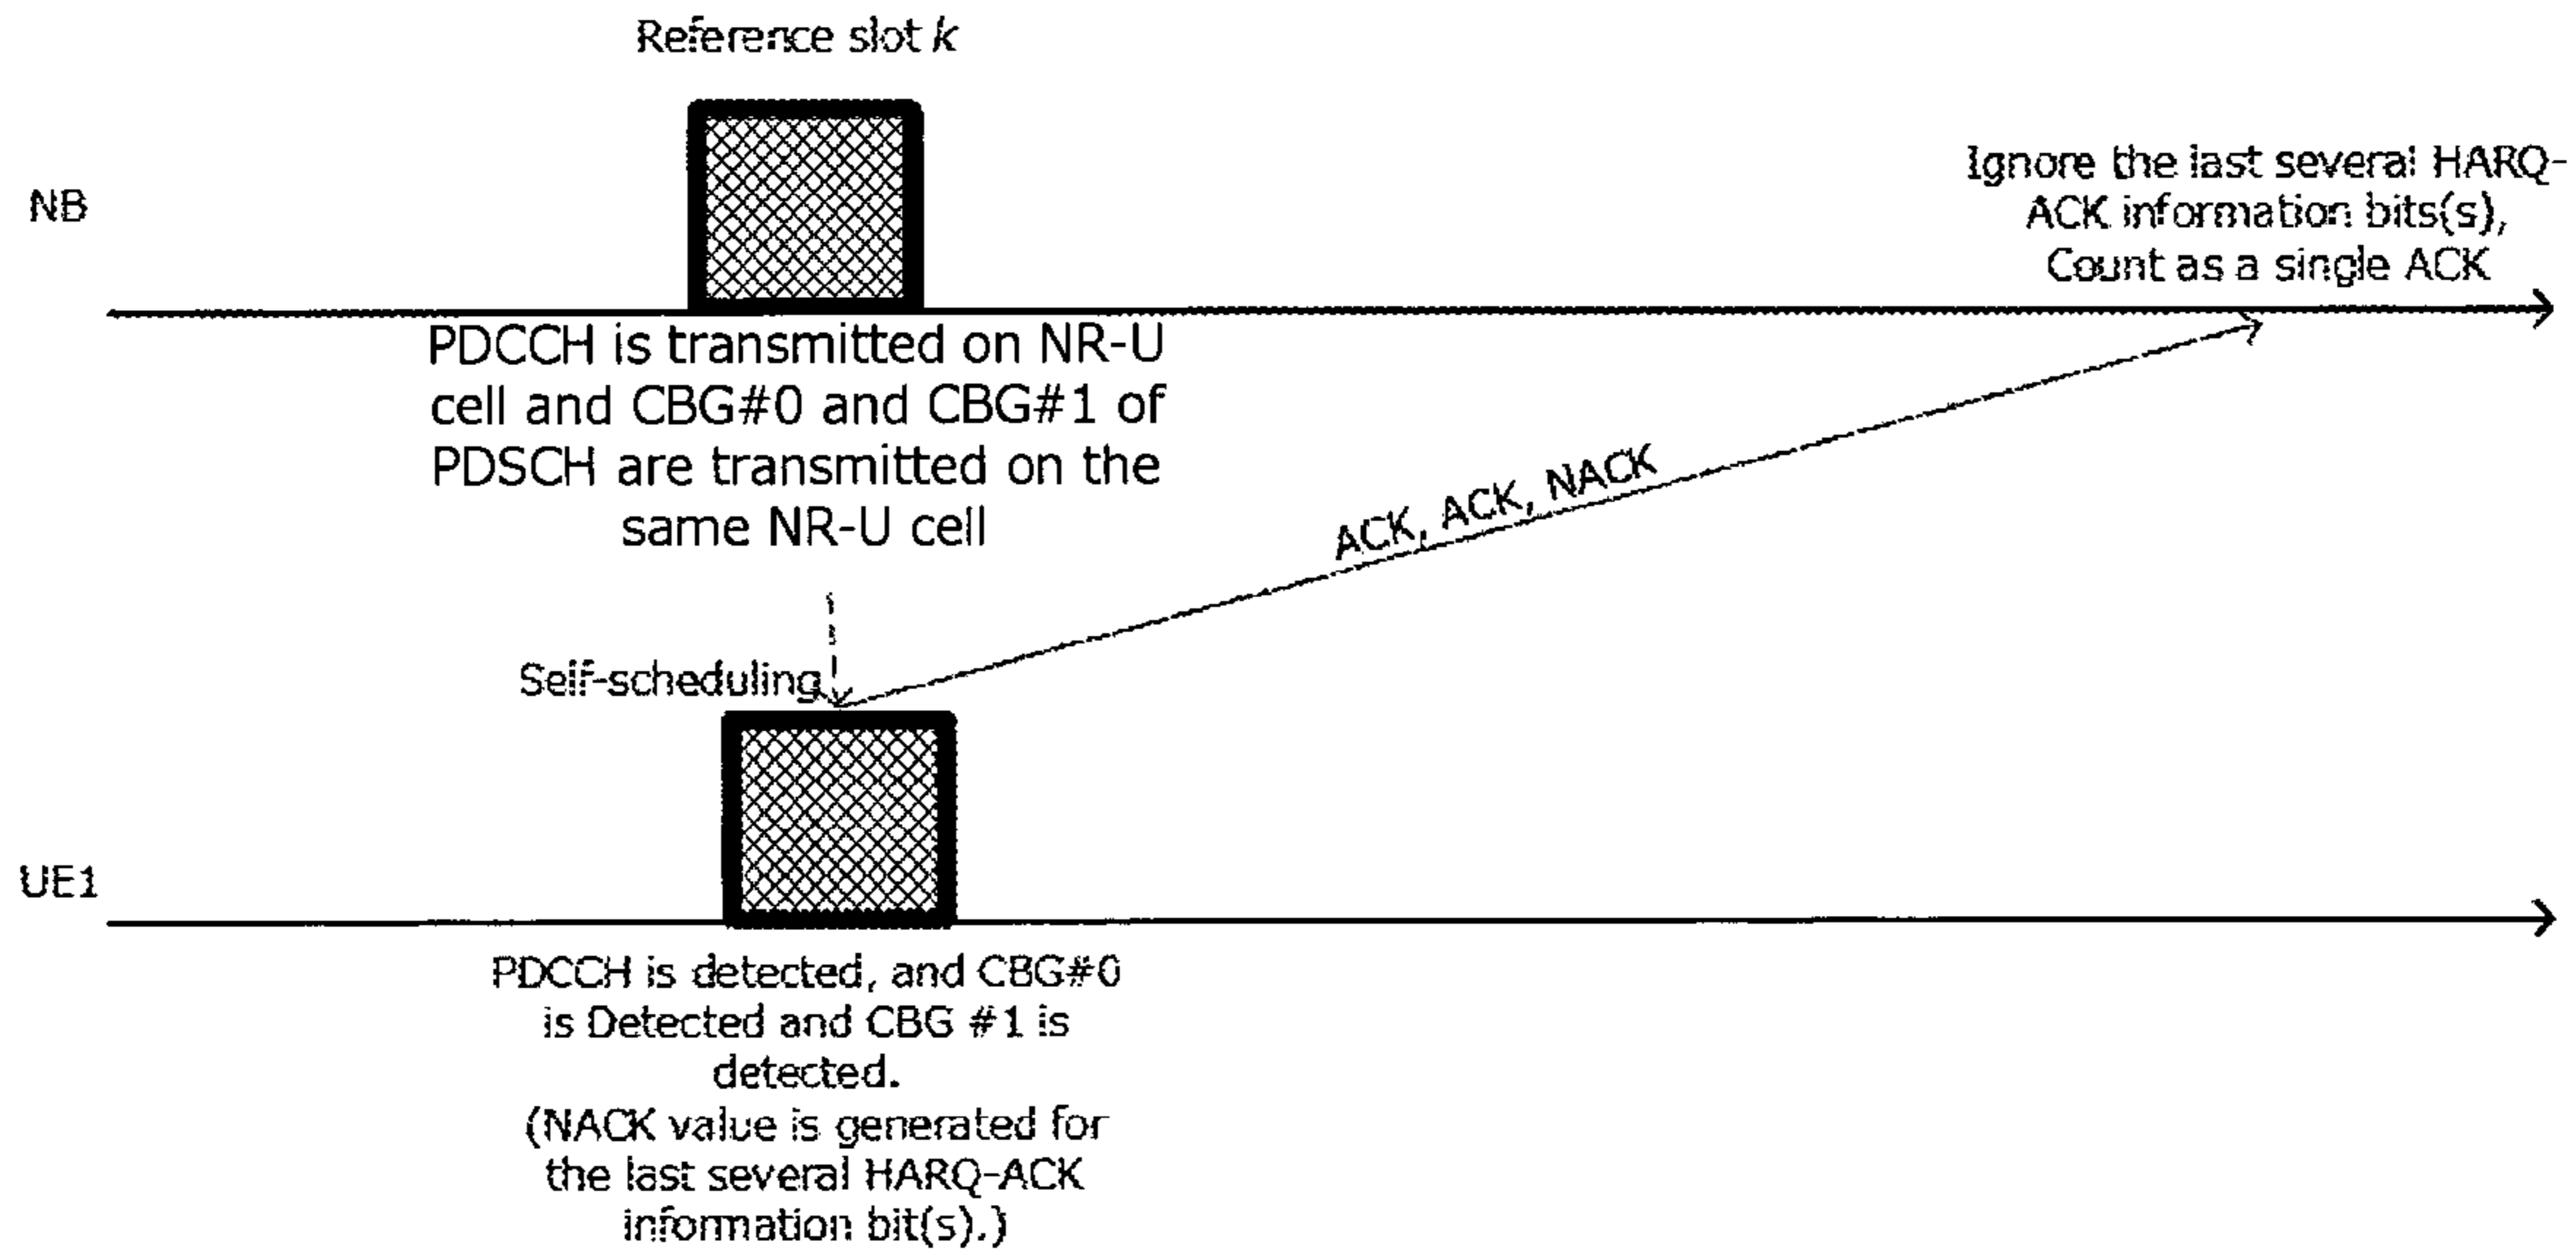 Reference slot k
Ignore the last several HARQ-
ACK information bits(s),
Count as a single ACK
NB
PDCCH is transmitted on NR-U
cell and CBG#0 and CBG#1 of
PDSCH are transmitted on the
same NR-U cell
ACK, ACK, NACK
Self-scheduling
UE1
PDCCH is detected, and CBG#0
is Detected and CBG #1 is
detected.
(NACK value is generated for
the last several HARQ-ACK
information bit(s).)